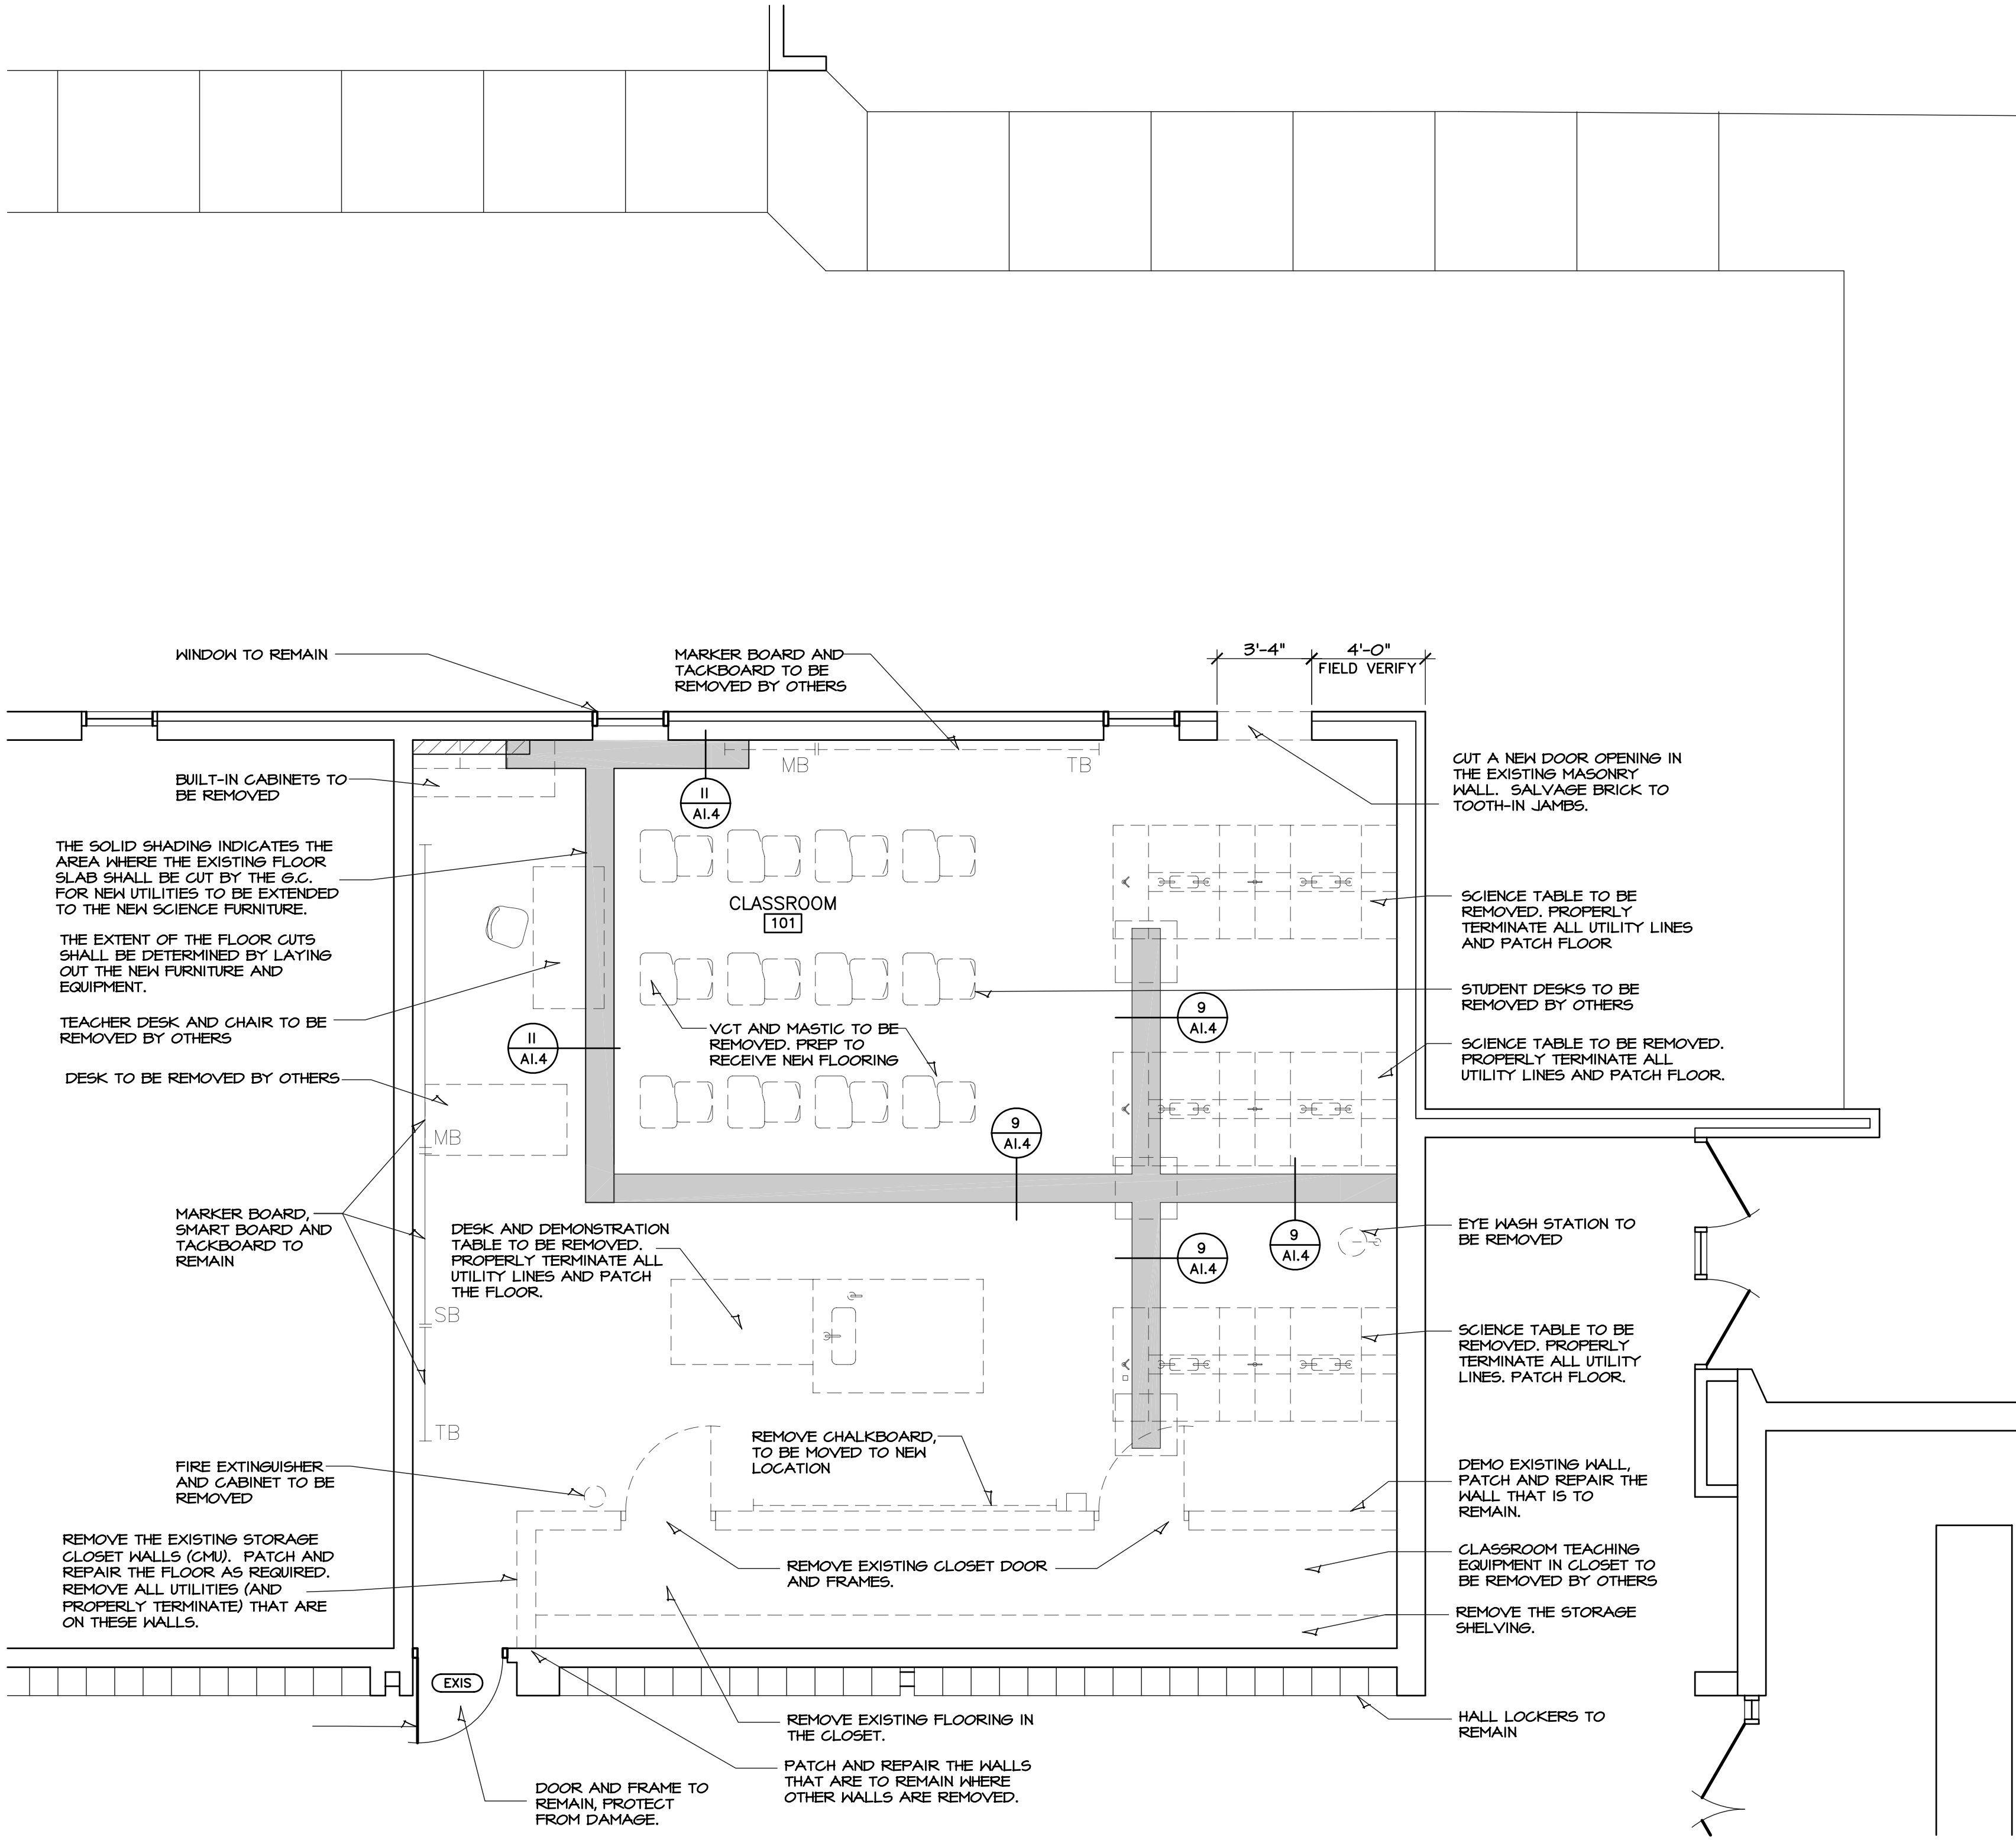 WINDOW TO REMAIN
MARKER BOARD AND
TACKBOARD TO BE
REMOVED BY OTHERS
3'-4"
4'-0"
FIELD VERIFY
BUILT-IN CABINETS TO
BE REMOVED
MB
TB
11
A1.4
CUT A NEW DOOR OPENING IN
THE EXISTING MASONRY
WALL. SALVAGE BRICK TO
TOOTH-IN JAMBS.
THE SOLID SHADING INDICATES THE
AREA WHERE THE EXISTING FLOOR
SLAB SHALL BE CUT BY THE G.C.
FOR NEW UTILITIES TO BE EXTENDED
TO THE NEW SCIENCE FURNITURE.
CLASSROOM
101
SCIENCE TABLE TO BE
REMOVED. PROPERLY
TERMINATE ALL UTILITY LINES
AND PATCH FLOOR
THE EXTENT OF THE FLOOR CUTS
SHALL BE DETERMINED BY LAYING
OUT THE NEW FURNITURE AND
EQUIPMENT.
STUDENT DESKS TO BE
REMOVED BY OTHERS
TEACHER DESK AND CHAIR TO BE
REMOVED BY OTHERS
11
A1.4
VCT AND MASTIC TO BE
REMOVED. PREP TO
RECEIVE NEW FLOORING
9
A1.4
SCIENCE TABLE TO BE REMOVED.
PROPERLY TERMINATE ALL
UTILITY LINES AND PATCH FLOOR.
DESK TO BE REMOVED BY OTHERS
MB
9
A1.4
MARKER BOARD,
SMART BOARD AND
TACKBOARD TO
REMAIN
DESK AND DEMONSTRATION
TABLE TO BE REMOVED.
PROPERLY TERMINATE ALL
UTILITY LINES AND PATCH
THE FLOOR.
9
A1.4
9
A1.4
EYE WASH STATION TO
BE REMOVED
SB
SCIENCE TABLE TO BE
REMOVED. PROPERLY
TERMINATE ALL UTILITY
LINES. PATCH FLOOR.
TB
REMOVE CHALKBOARD,
TO BE MOVED TO NEW
LOCATION
FIRE EXTINGUISHER
AND CABINET TO BE
REMOVED
DEMO EXISTING WALL,
PATCH AND REPAIR THE
WALL THAT IS TO
REMAIN.
REMOVE THE EXISTING STORAGE
CLOSET WALLS (CMU). PATCH AND
REPAIR THE FLOOR AS REQUIRED.
REMOVE ALL UTILITIES (AND
PROPERLY TERMINATE) THAT ARE
ON THESE WALLS.
REMOVE EXISTING CLOSET DOOR
AND FRAMES.
CLASSROOM TEACHING
EQUIPMENT IN CLOSET TO
BE REMOVED BY OTHERS
REMOVE THE STORAGE
SHELVING.
EXIS
REMOVE EXISTING FLOORING IN
THE CLOSET.
HALL LOCKERS TO
REMAIN
PATCH AND REPAIR THE WALLS
THAT ARE TO REMAIN WHERE
OTHER WALLS ARE REMOVED.
DOOR AND FRAME TO
REMAIN, PROTECT
FROM DAMAGE.